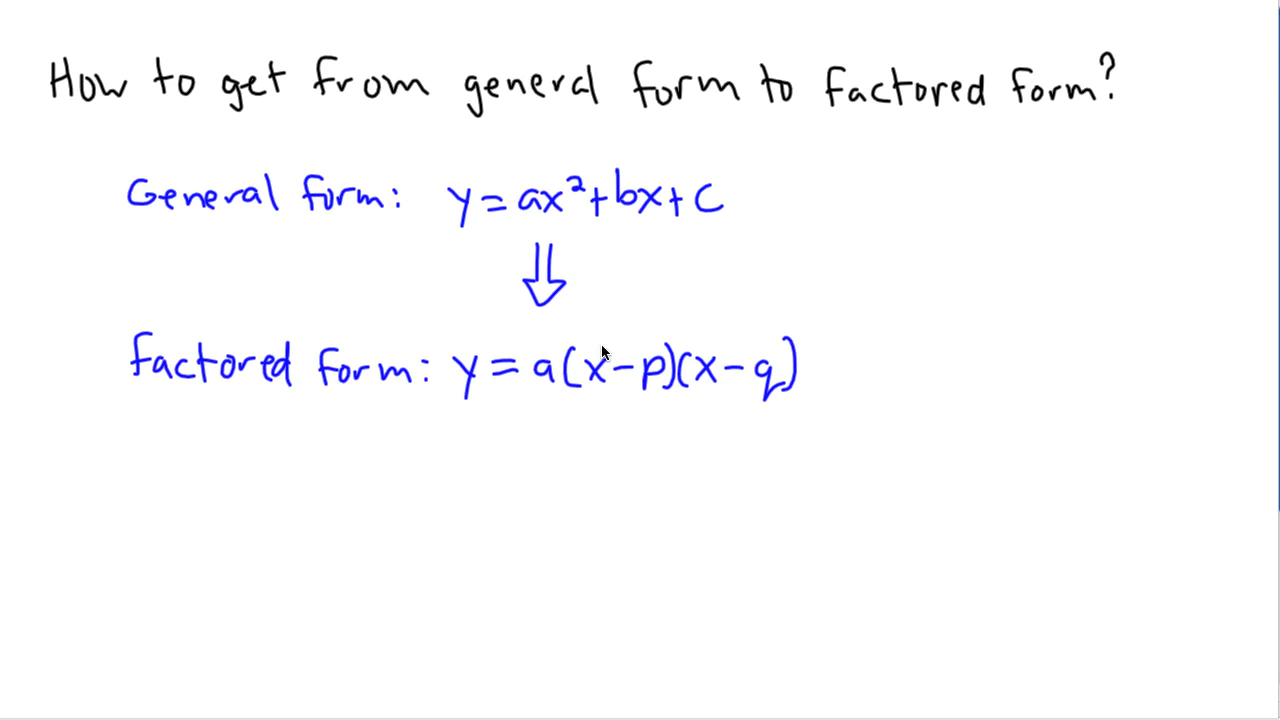 How to get from general form to factored form?
General form: y = ax²+bx+c
factored form: y = a(x-p)(x-q)